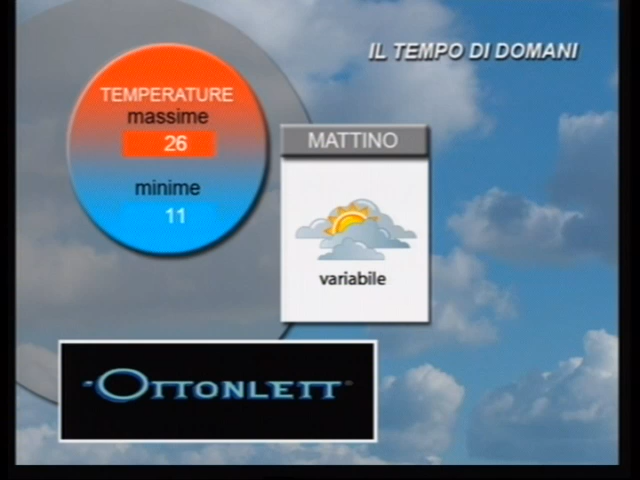 IL TEMPO DI DOMANI
TEMPERATURE
massime
26
minime
11
MATTINO
variabile
OTTONLETT